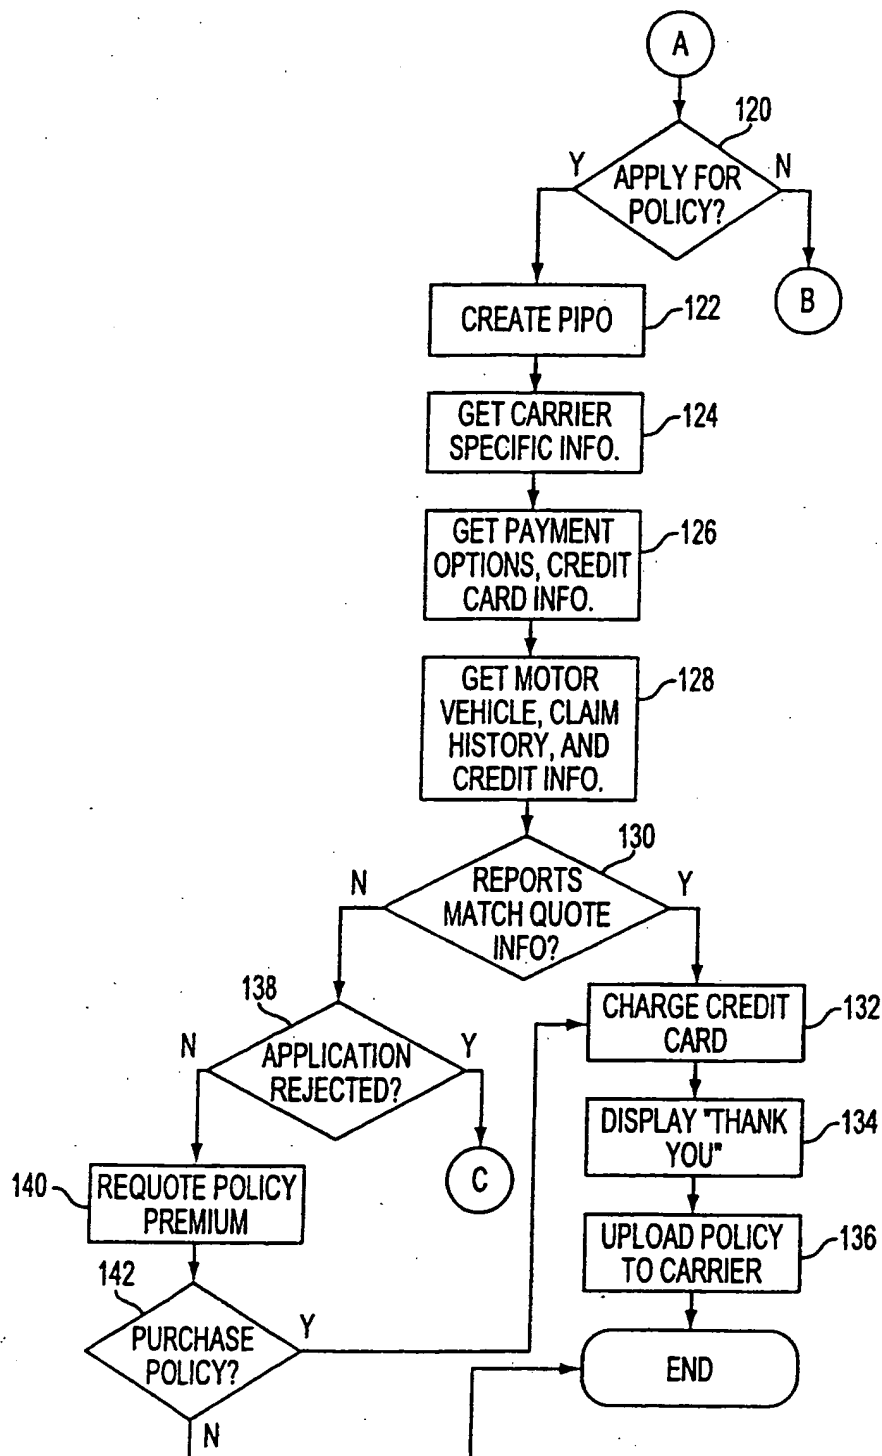 A
120
Y
N
APPLY FOR
POLICY?
B
CREATE PIPO
122
GET CARRIER
SPECIFIC INFO.
124
GET PAYMENT
OPTIONS, CREDIT
CARD INFO.
126
GET MOTOR
VEHICLE, CLAIM
HISTORY, AND
CREDIT INFO.
128
130
N
Y
REPORTS
MATCH QUOTE
INFO?
138
N
Y
APPLICATION
REJECTED?
CHARGE CREDIT
CARD
132
DISPLAY "THANK
YOU"
134
C
140
REQUOTE POLICY
PREMIUM
UPLOAD POLICY
TO CARRIER
136
142
Y
PURCHASE
POLICY?
END
N